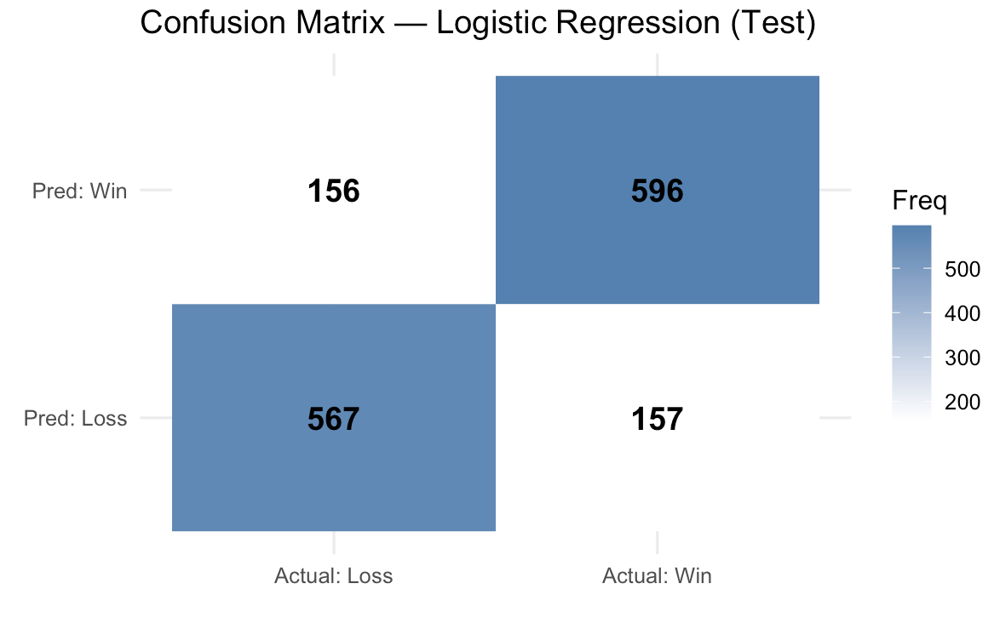 Confusion Matrix — Logistic Regression (Test)
Pred: Win
156
596
Pred: Loss
567
157
Actual: Loss
Actual: Win
Freq
500
400
300
200